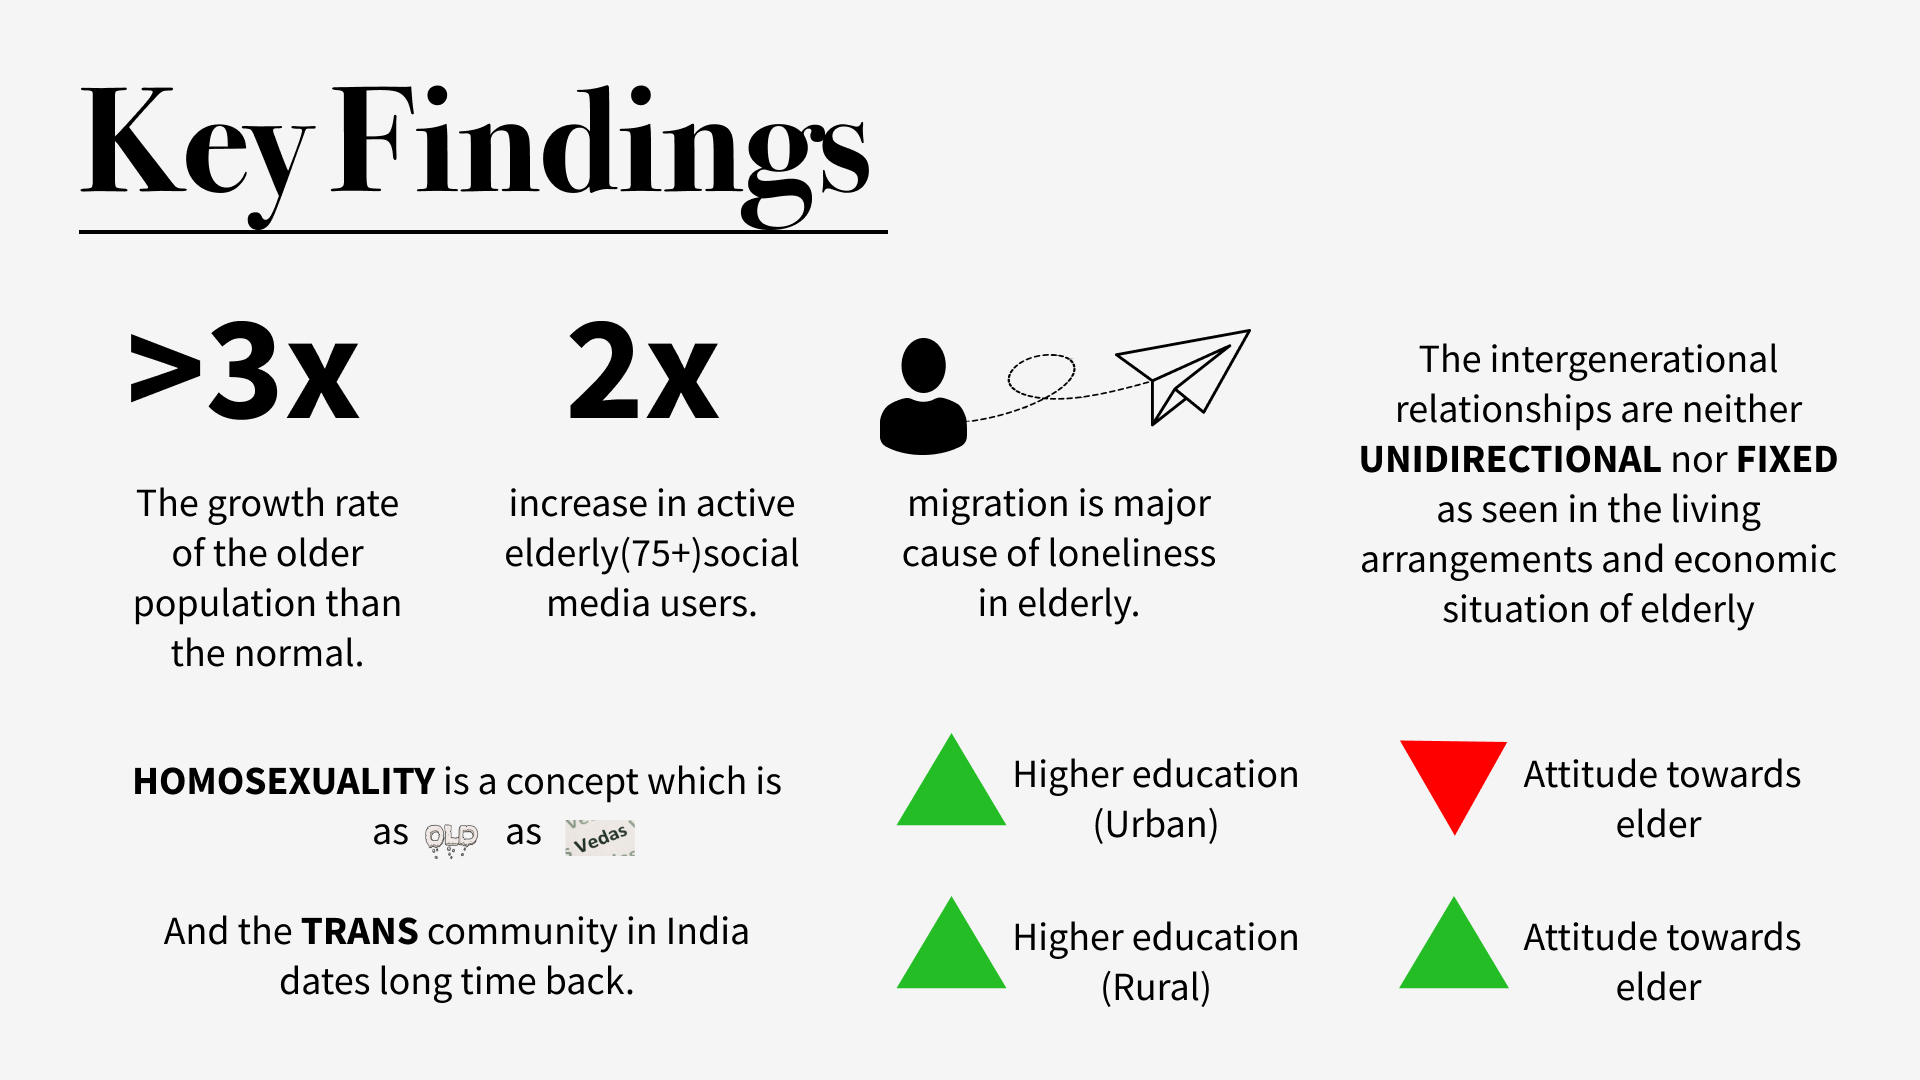 Key Findings
>3x
The growth rate
of the older
population than
the normal.
2x
increase in active
elderly(75+)social
media users.
migration is major
cause of loneliness
in elderly.
The intergenerational
relationships are neither
UNIDIRECTIONAL nor FIXED
as seen in the living
arrangements and economic
situation of elderly
HOMOSEXUALITY is a concept which is
as OLD as Vedas
And the TRANS community in India
dates long time back.
Higher education
(Urban)
Attitude towards
elder
Higher education
(Rural)
Attitude towards
elder